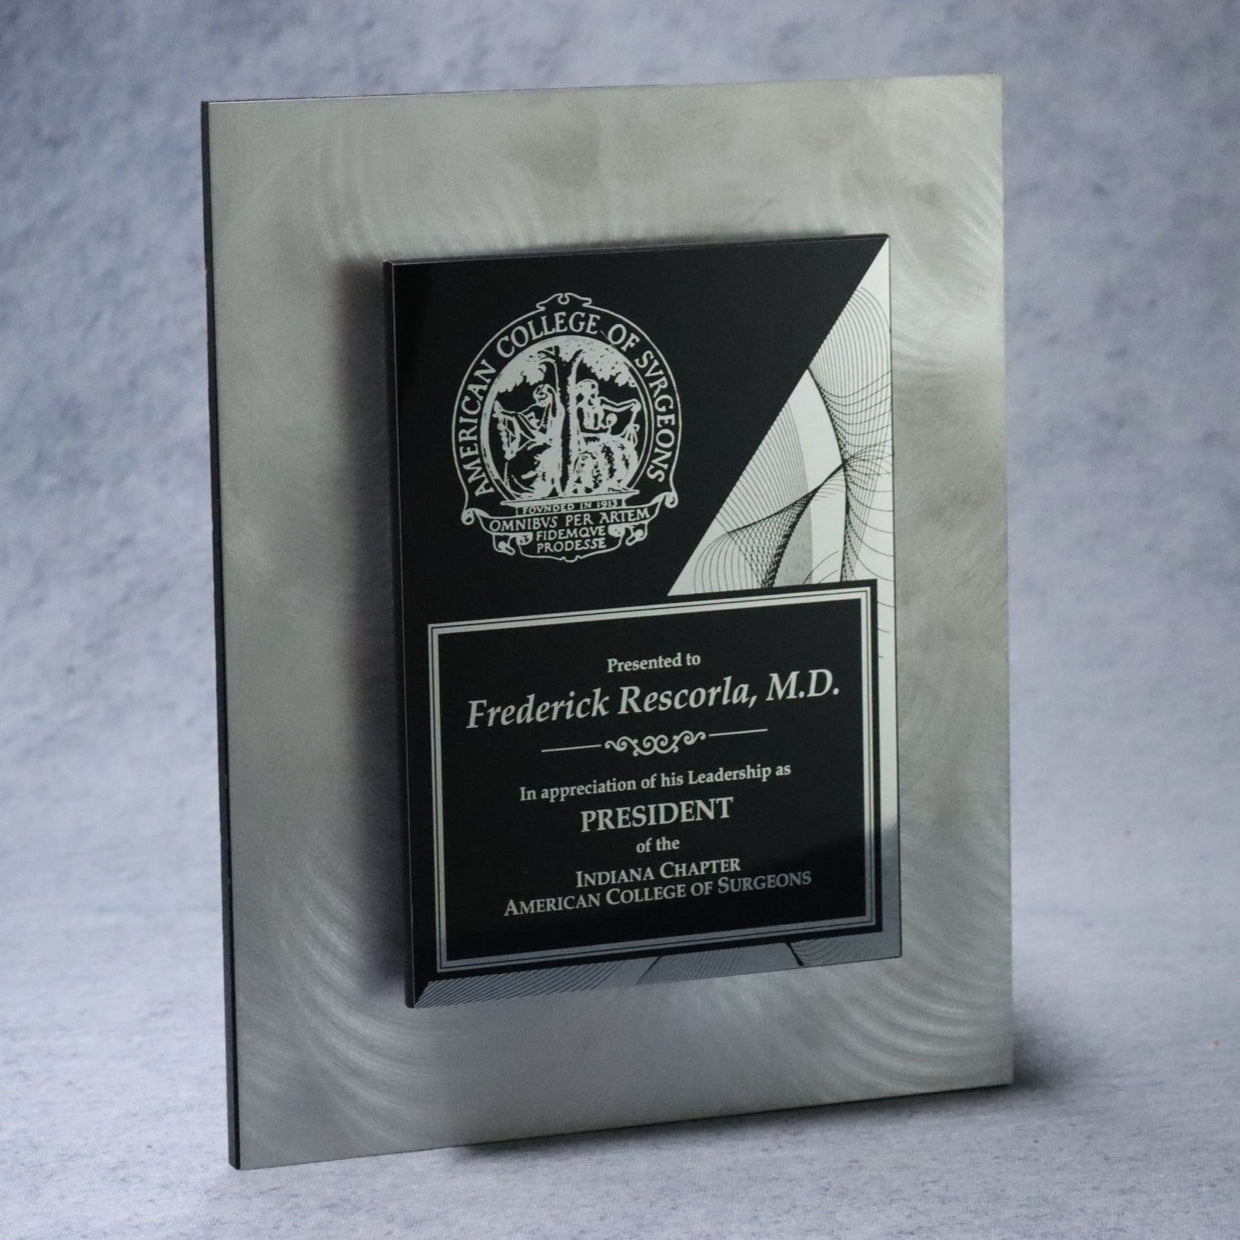 AMERICAN COLLEGE OF SVRGEONS
FOVNDED IN 1913
OMNIBVS PER ARTEM
FIDEMQVE
PRODESSE
Presented to
Frederick Rescorla, M.D.
In appreciation of his Leadership as
PRESIDENT
of the
INDIANA CHAPTER
AMERICAN COLLEGE OF SURGEONS